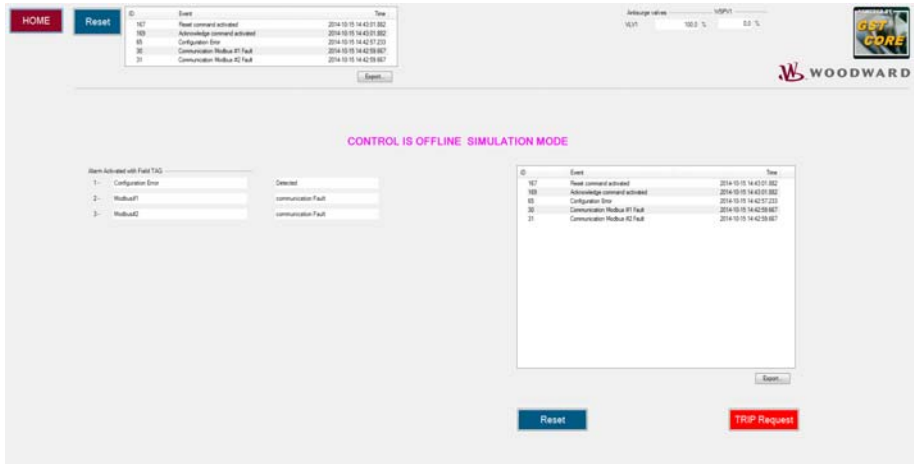 HOME
Reset
ID Event Time
167 Reset command activated 2014-10-15 14:43:01.882
169 Acknowledge command activated 2014-10-15 14:43:01.882
65 Configuration Error 2014-10-15 14:42:57.233
30 Communication Modbus #1 Fault 2014-10-15 14:42:59.667
31 Communication Modbus #2 Fault 2014-10-15 14:42:59.667
Export...
Antisurge valves
VLV1 100.0 %
0.0 %
GST
CORE
WOODWARD
CONTROL IS OFFLINE SIMULATION MODE
Alarm Activated with Field TAG
1 - Configuration Error Detected
2 - Modbus#1 communication Fault
3 - Modbus#2 communication Fault
ID Event Time
167 Reset command activated 2014-10-15 14:43:01.882
169 Acknowledge command activated 2014-10-15 14:43:01.882
65 Configuration Error 2014-10-15 14:42:57.233
30 Communication Modbus #1 Fault 2014-10-15 14:42:59.667
31 Communication Modbus #2 Fault 2014-10-15 14:42:59.667
Export...
Reset
TRIP Request